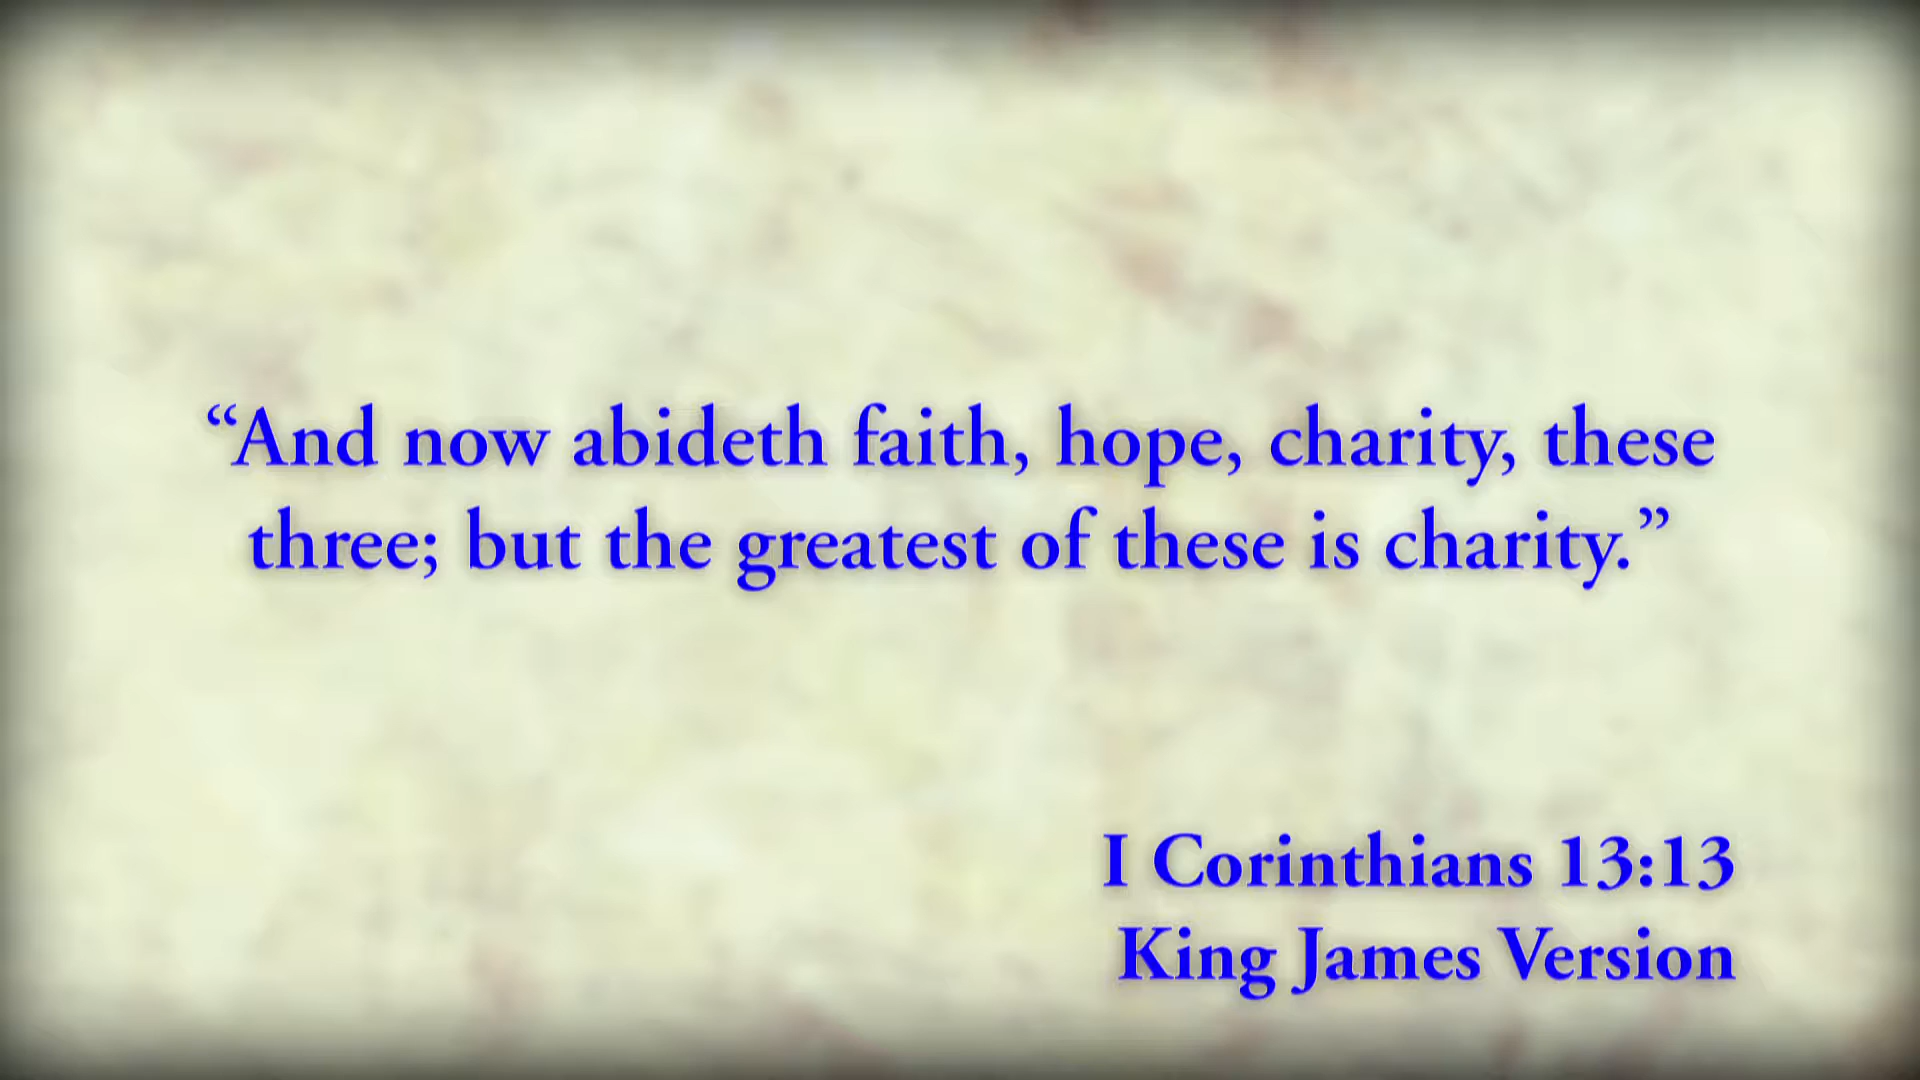 “And now abideth faith, hope, charity, these
three; but the greatest of these is charity.”
I Corinthians 13:13
King James Version